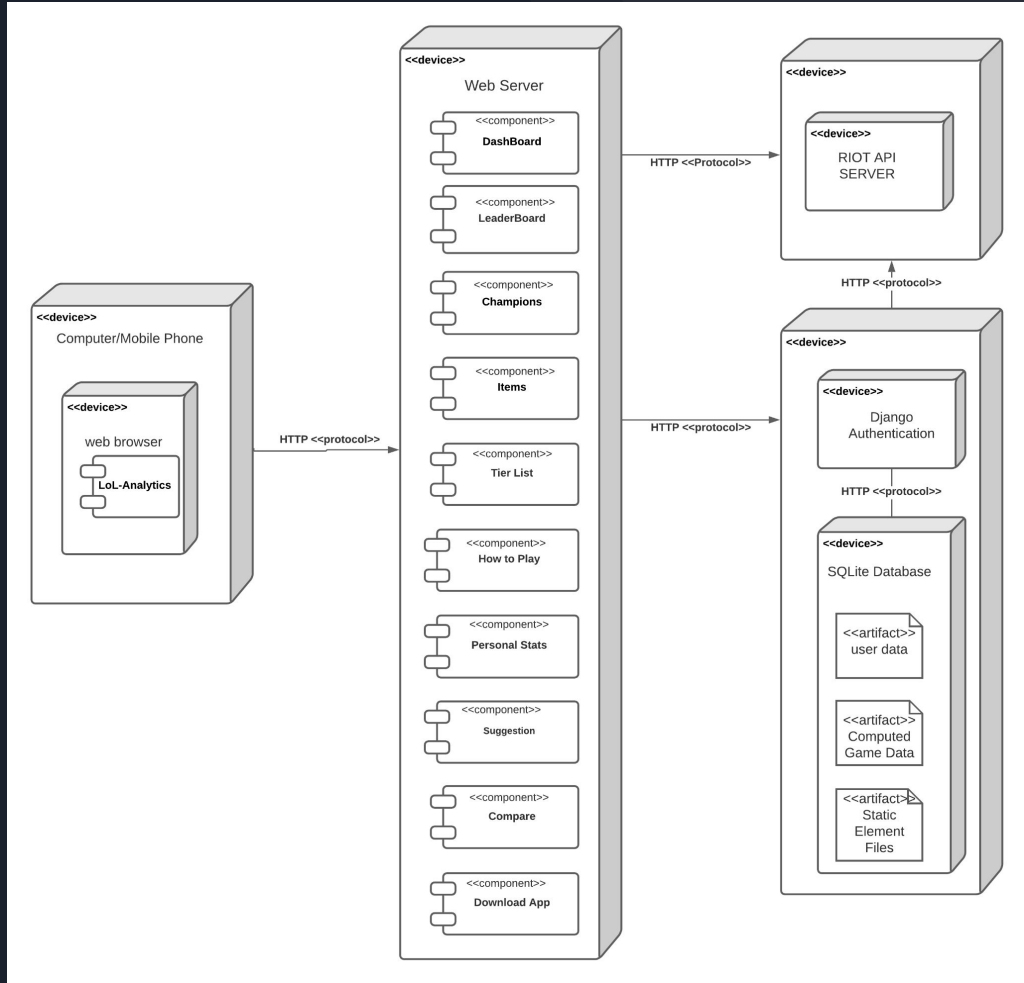 <<device>>
Computer/Mobile Phone
<<device>>
web browser
LoL-Analytics
HTTP <<protocol>>
<<device>>
Web Server
<<component>>
DashBoard
<<component>>
LeaderBoard
<<component>>
Champions
<<component>>
Items
<<component>>
Tier List
<<component>>
How to Play
<<component>>
Personal Stats
<<component>>
Suggestion
<<component>>
Compare
<<component>>
Download App
HTTP <<Protocol>>
HTTP <<protocol>>
<<device>>
<<device>>
RIOT API
SERVER
HTTP <<protocol>>
<<device>>
<<device>>
Django
Authentication
HTTP <<protocol>>
<<device>>
SQLite Database
<<artifact>>
user data
<<artifact>>
Computed
Game Data
<<artifact>>
Static
Element
Files